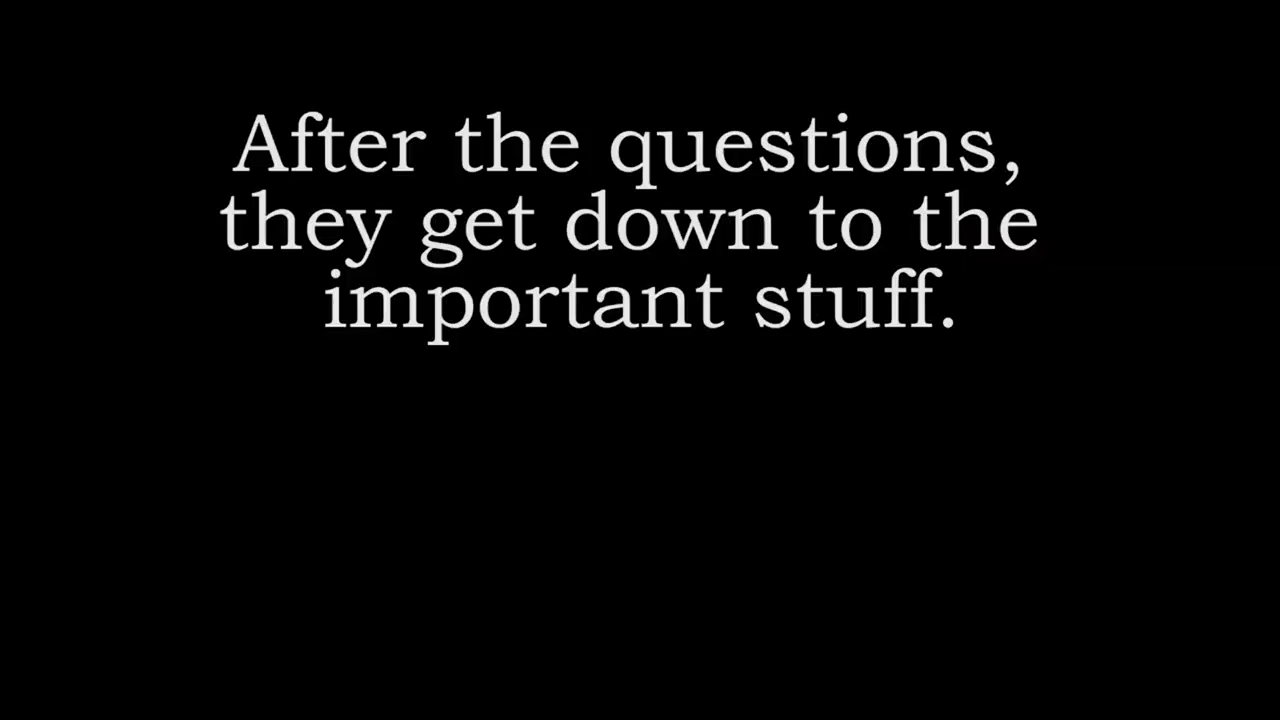 After the questions,
they get down to the
important stuff.